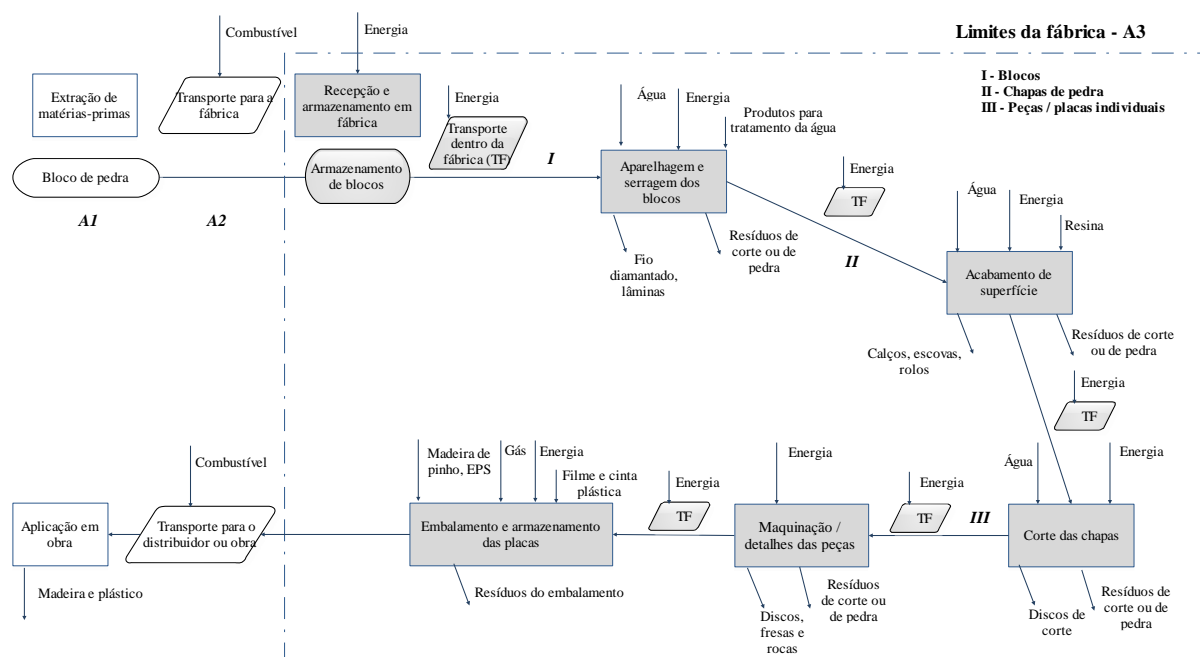 Limites da fábrica - A3
I - Blocos
II - Chapas de pedra
III - Peças / placas individuais
Combustível
Energia
Extração de
matérias-primas
Transporte para a
fábrica
Recepção e
armazenamento em
fábrica
Energia
Transporte
dentro da
fábrica (TF)
I
Água
Energia
Produtos para
tratamento da água
Bloco de pedra
A1
A2
Armazenamento
de blocos
Aparelhagem e
serragem dos
blocos
Fio
diamantado,
lâminas
Resíduos de
corte ou de
pedra
Energia
TF
II
Água
Energia
Resina
Acabamento de
superfície
Calços, escovas,
rolos
Resíduos de corte
ou de pedra
Energia
TF
Água
Energia
Corte das chapas
Discos de
corte
Resíduos de
corte ou de
pedra
III
Energia
TF
Energia
Maquinação /
detalhes das peças
Discos,
fresas e
rocas
Resíduos
de corte ou
de pedra
Energia
TF
Madeira de
pinho, EPS
Gás
Energia
Filme e cinta
plástica
Embalamento e armazenamento
das placas
Resíduos do embalamento
Combustível
Transporte para o
distribuidor ou obra
Aplicação em
obra
Madeira e plástico